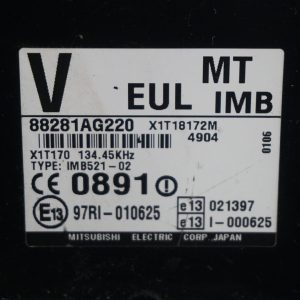 V EUL MT
IMB
88281AG220 X1T18172M
4904
0106
X1T170 134.45KHz
TYPE: IMB521-02
CE 0891 !
E13 97RI-010625
e13 021397
e13 I-000625
MITSUBISHI ELECTRIC CORP.JAPAN